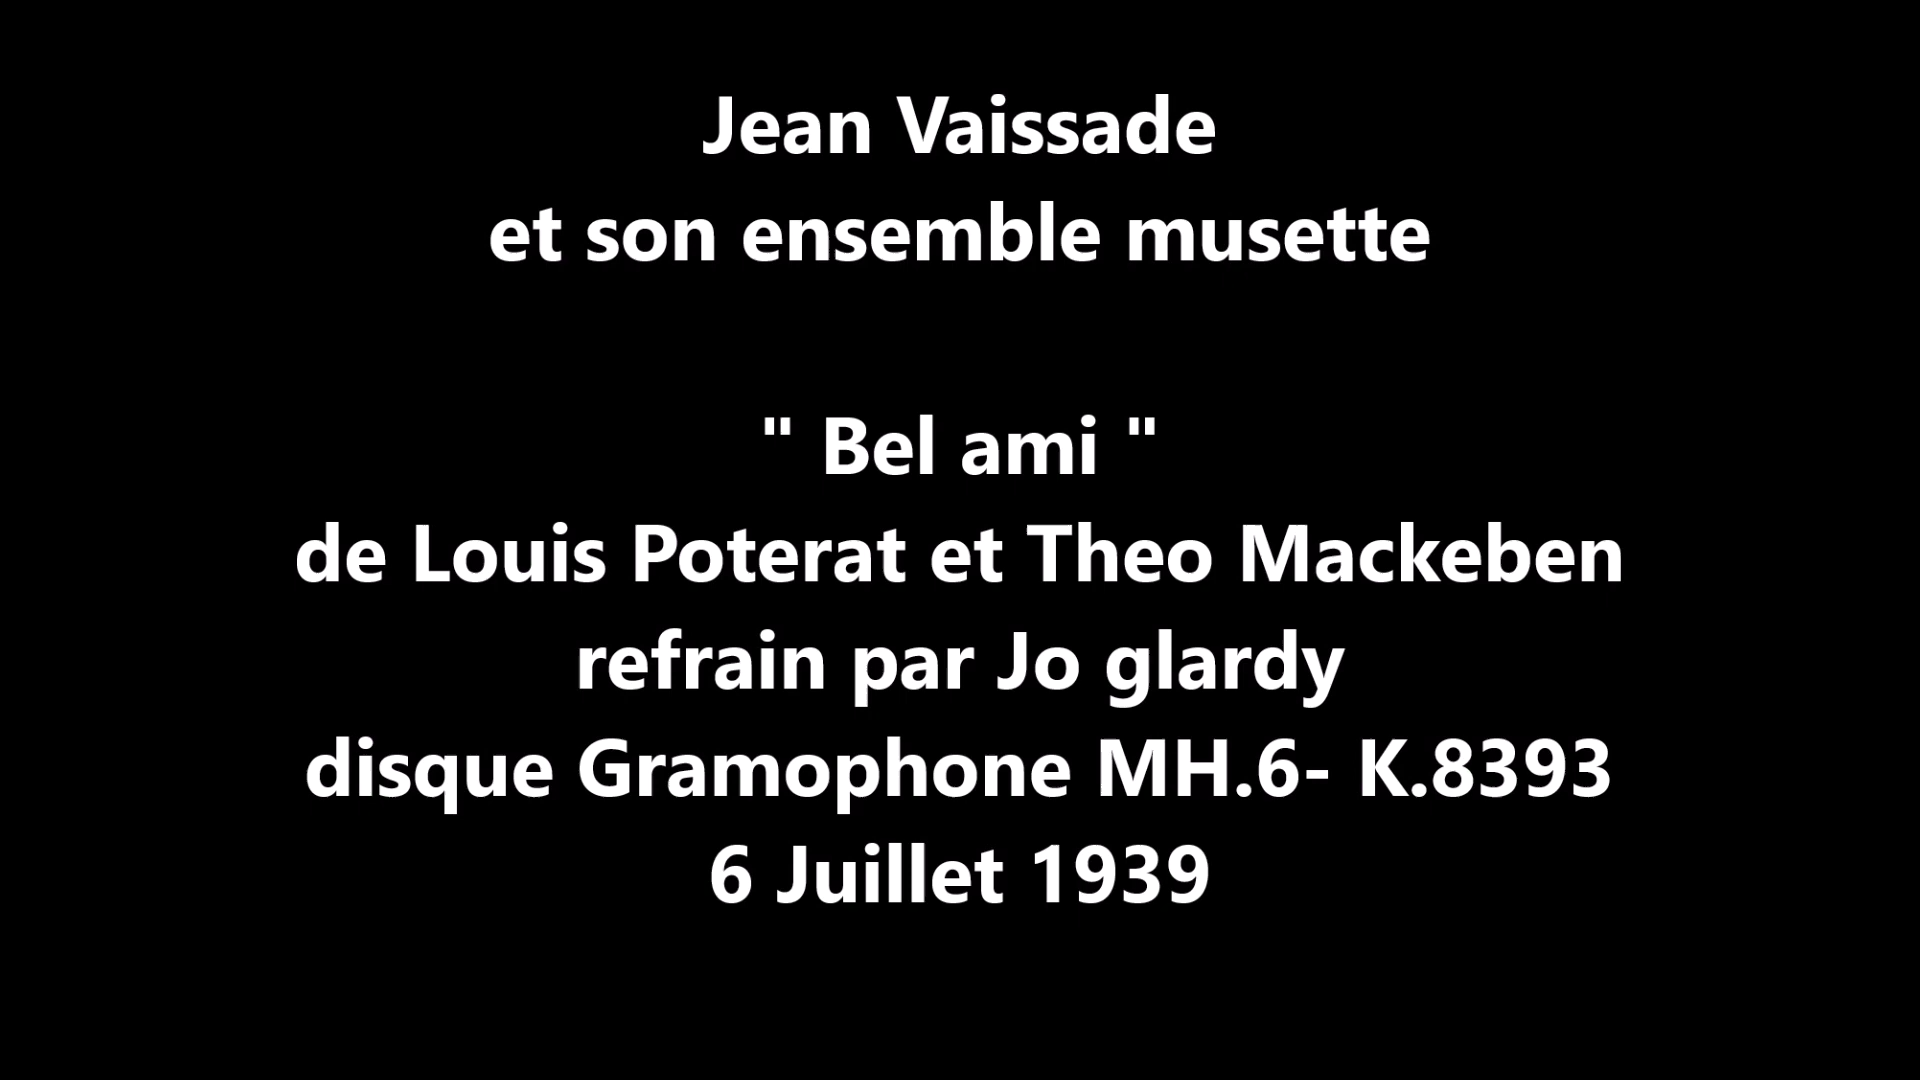 Jean Vaissade
et son ensemble musette
" Bel ami "
de Louis Poterat et Theo Mackeben
refrain par Jo glardy
disque Gramophone MH.6- K.8393
6 Juillet 1939